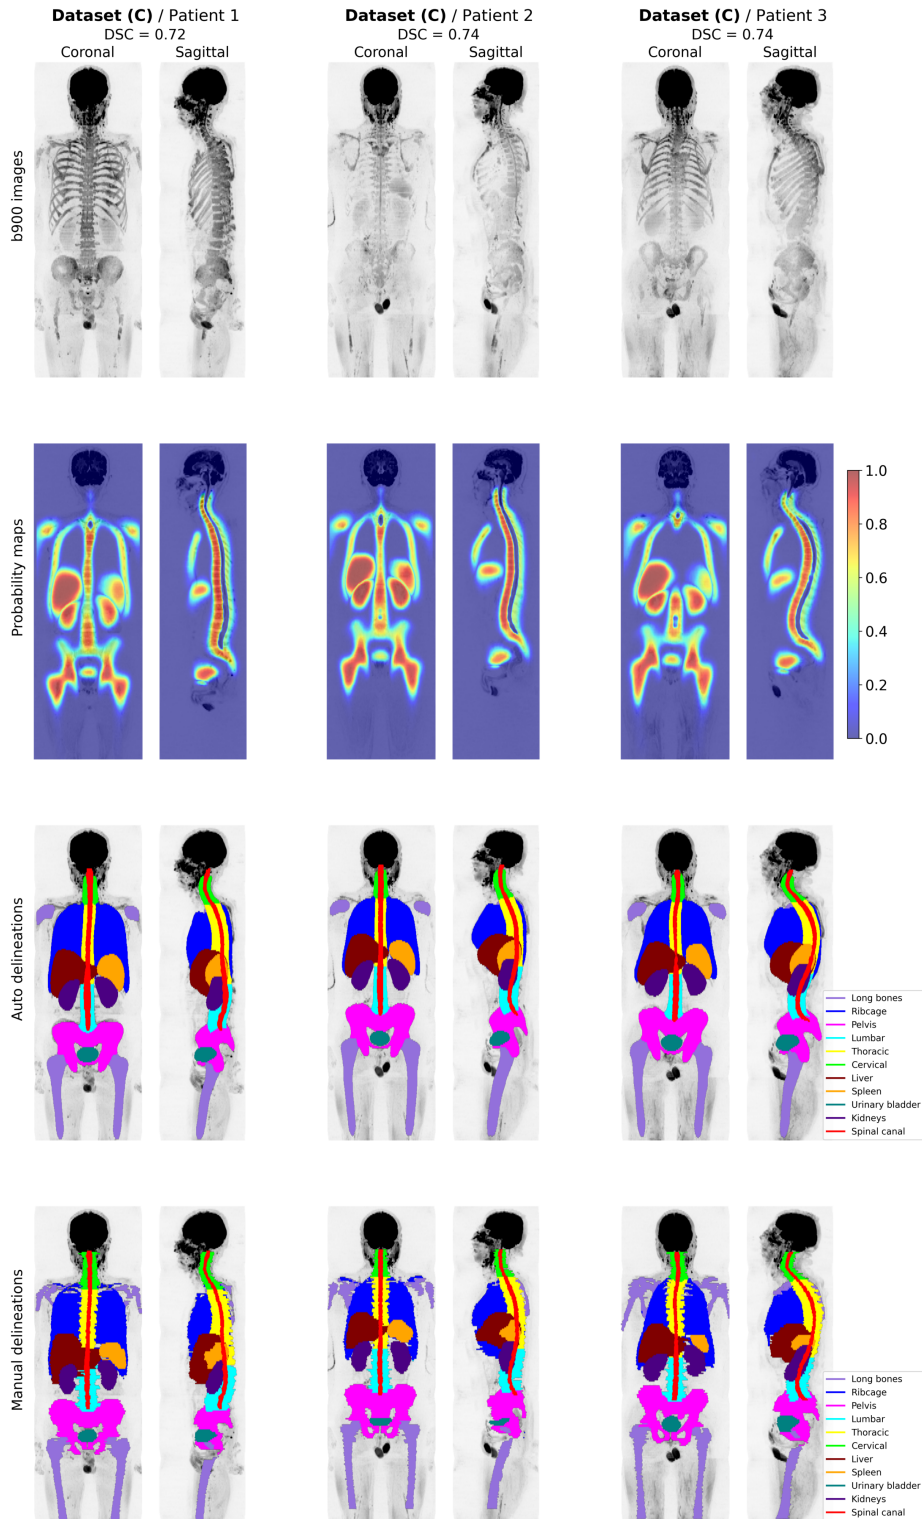 Dataset (C) / Patient 1
DSC = 0.72
Coronal
Sagittal
Dataset (C) / Patient 2
DSC = 0.74
Coronal
Sagittal
Dataset (C) / Patient 3
DSC = 0.74
Coronal
Sagittal
b900 images
Probability maps
1.0
0.8
0.6
0.4
0.2
0.0
Auto delineations
Long bones
Ribcage
Pelvis
Lumbar
Thoracic
Cervical
Liver
Spleen
Urinary bladder
Kidneys
Spinal canal
Manual delineations
Long bones
Ribcage
Pelvis
Lumbar
Thoracic
Cervical
Liver
Spleen
Urinary bladder
Kidneys
Spinal canal